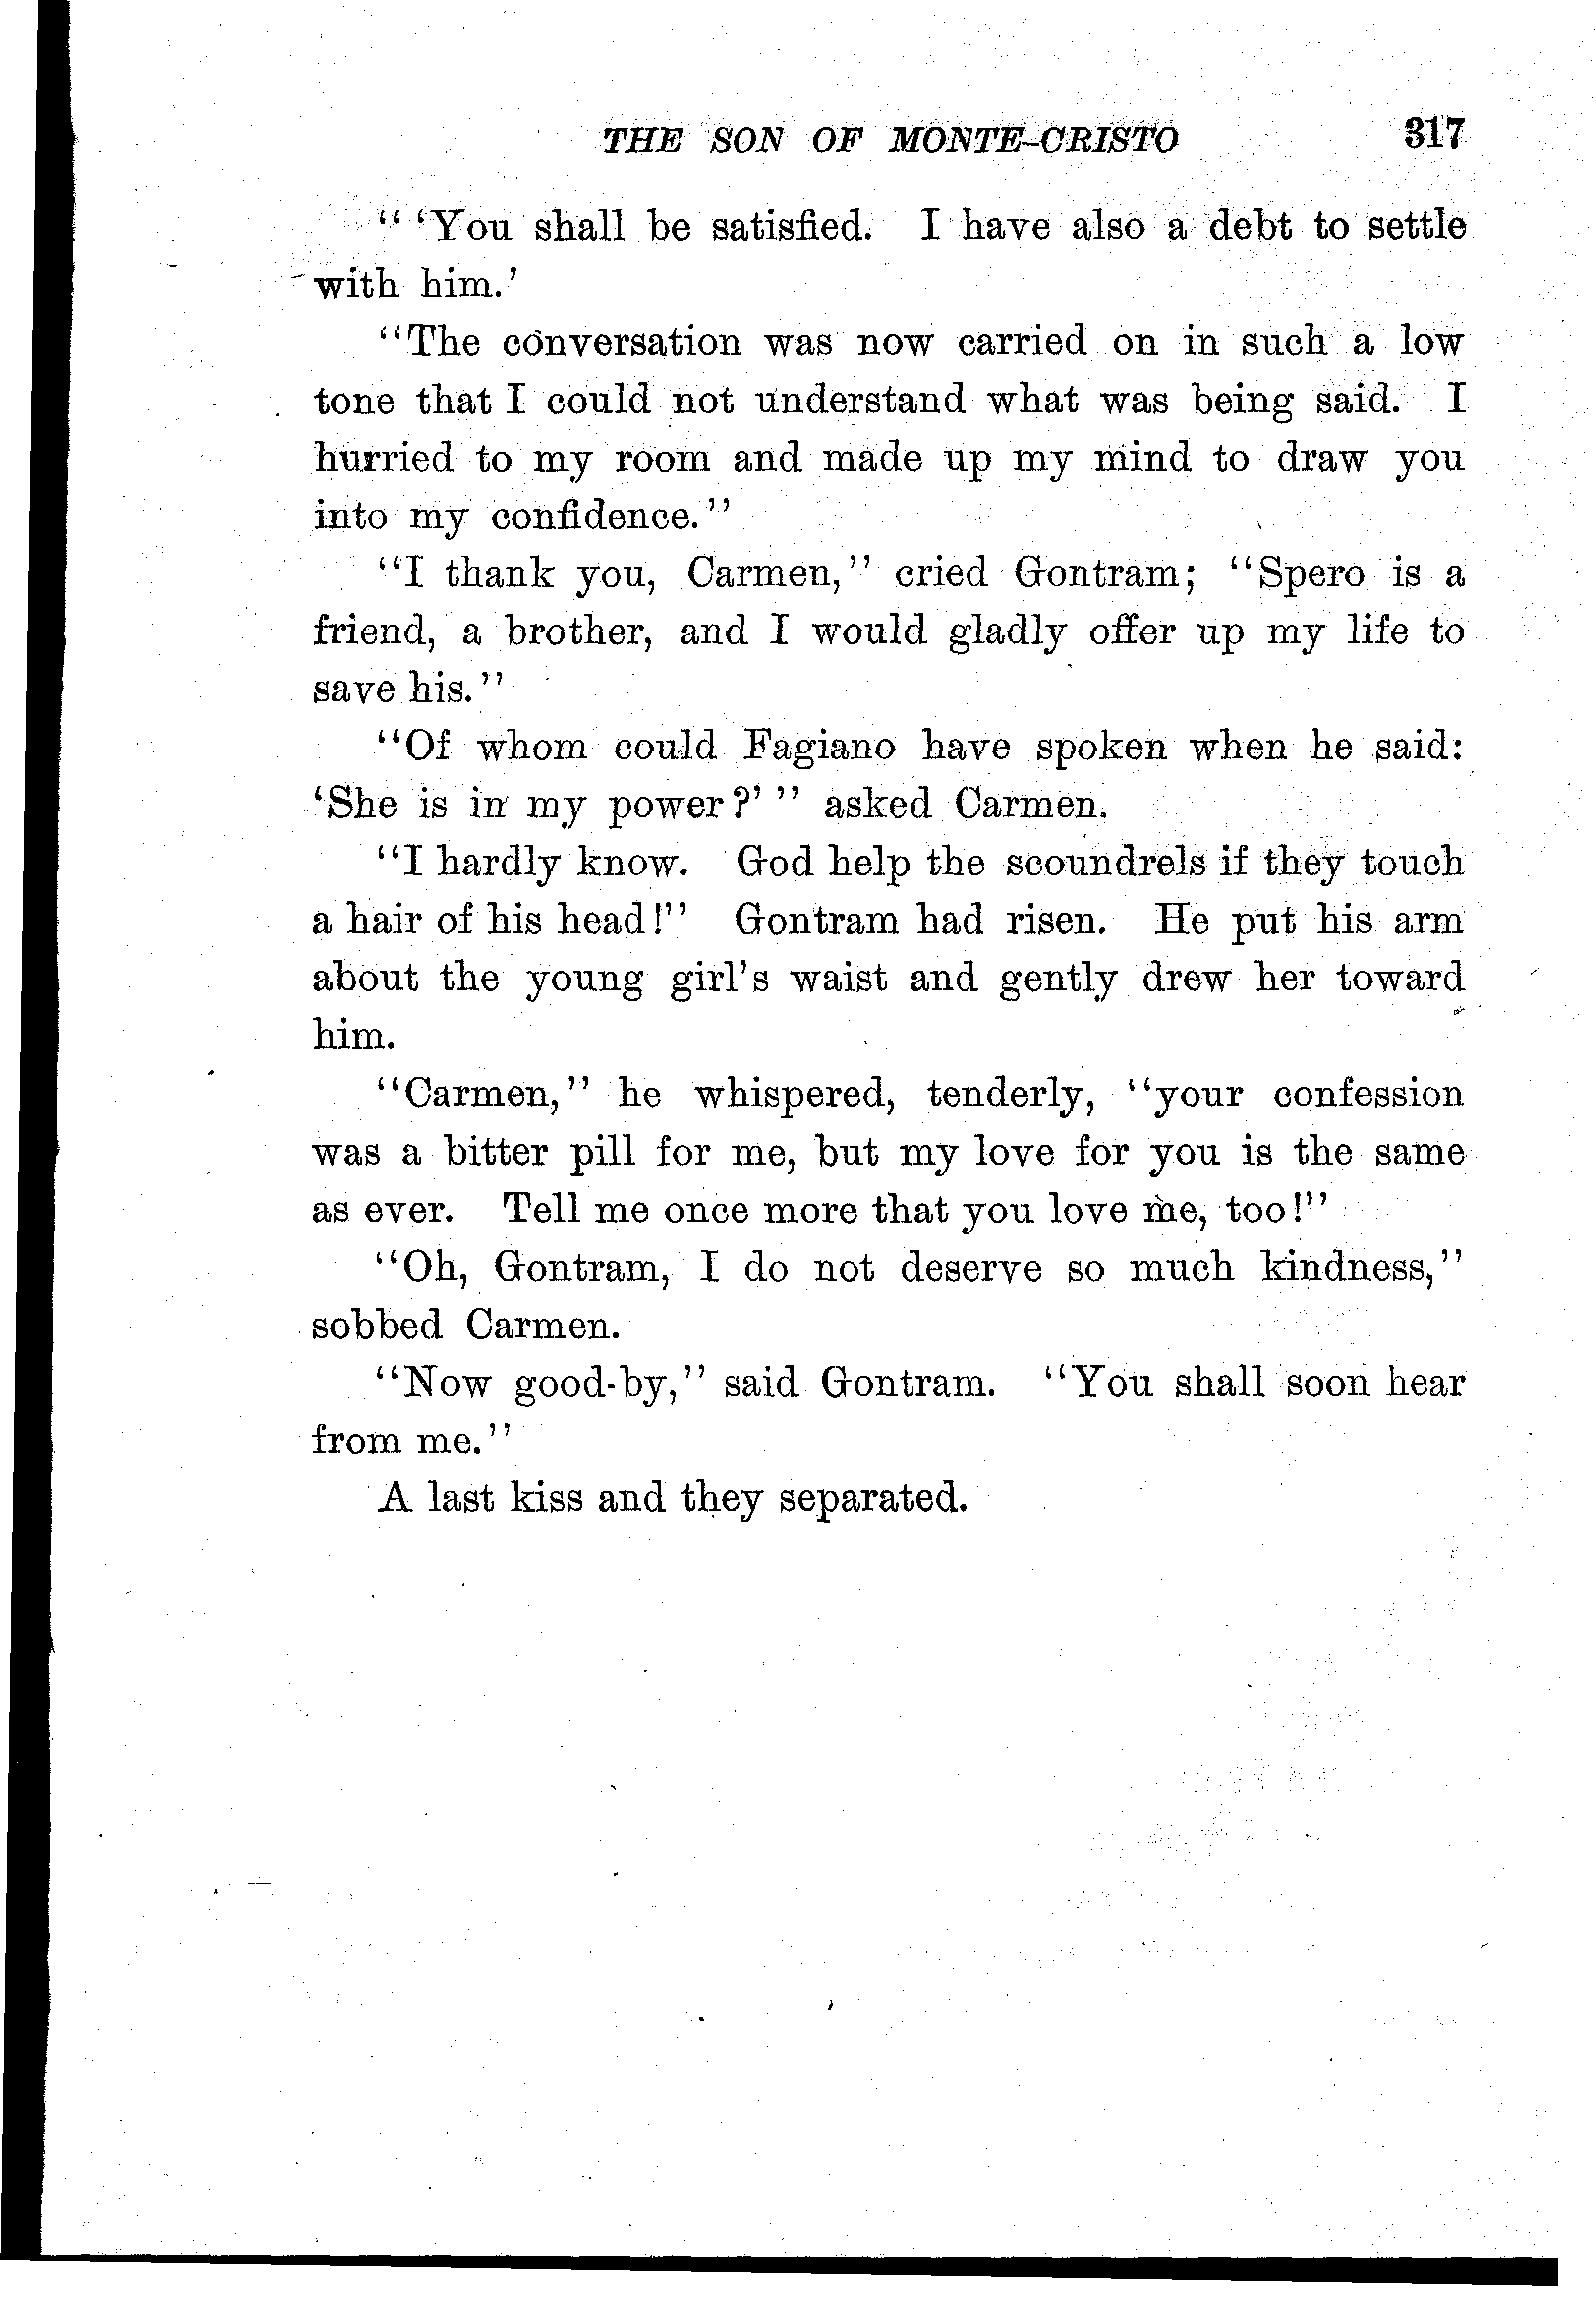 THE SON OF MONTE-CRISTO 317
" 'You shall be satisfied. I have also a debt to settle
with him.'
"The conversation was now carried on in such a low
tone that I could not understand what was being said. I
hurried to my room and made up my mind to draw you
into my confidence."
"I thank you, Carmen," cried Gontram; "Spero is a
friend, a brother, and I would gladly offer up my life to
save his."
"Of whom could Fagiano have spoken when he said:
'She is in my power?' " asked Carmen.
"I hardly know. God help the scoundrels if they touch
a hair of his head!" Gontram had risen. He put his arm
about the young girl's waist and gently drew her toward
him.
"Carmen," he whispered, tenderly, "your confession
was a bitter pill for me, but my love for you is the same
as ever. Tell me once more that you love me, too!"
"Oh, Gontram, I do not deserve so much kindness,"
sobbed Carmen.
"Now good-by," said Gontram. "You shall soon hear
from me."
A last kiss and they separated.